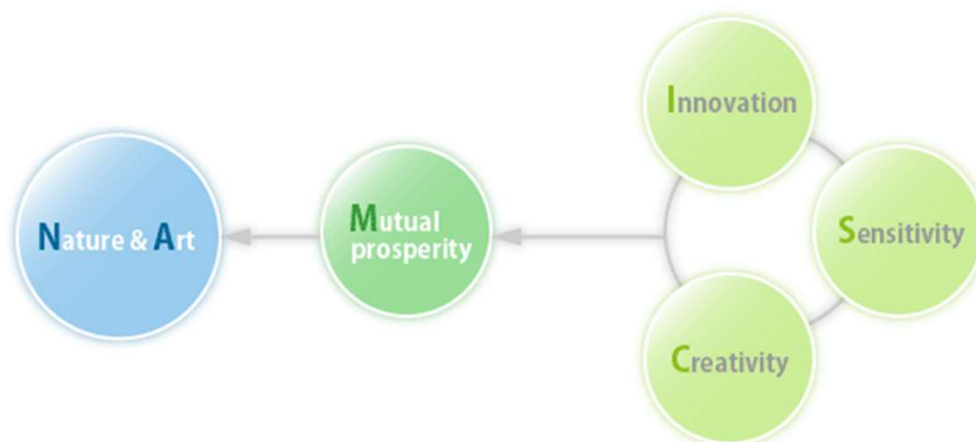 Nature & Art
Mutual
prosperity
Innovation
Sensitivity
Creativity